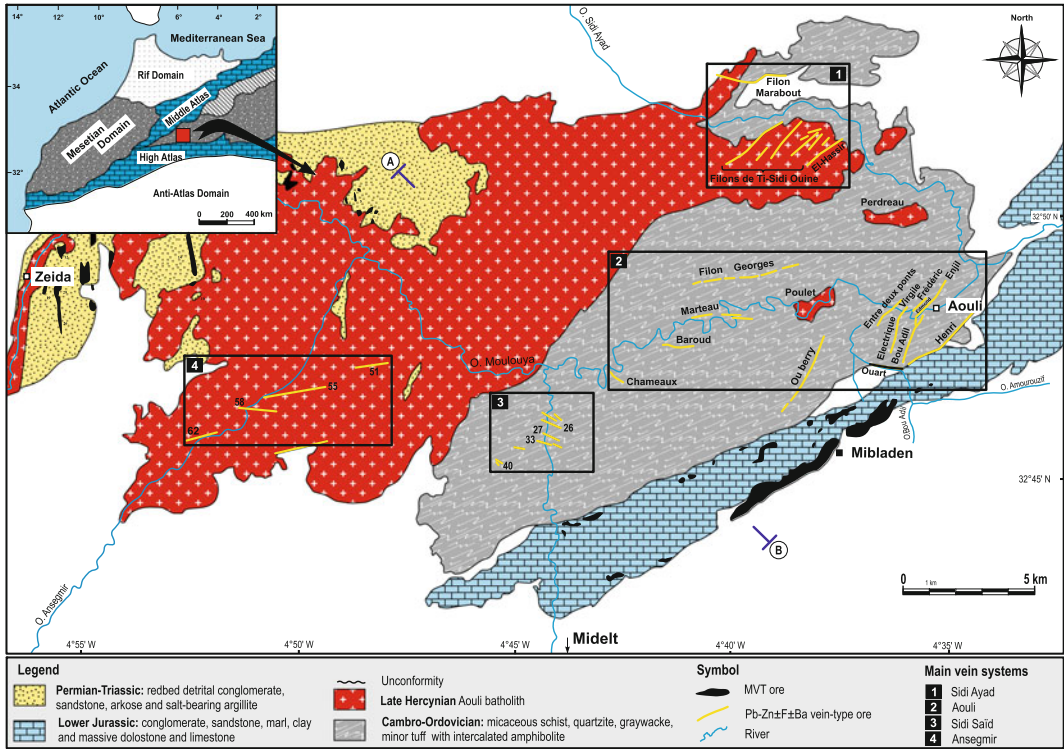 14°
12°
10°
6°
4°
2°
Mediterranean Sea
Atlantic Ocean
Rif Domain
34
Middle Atlas
Mesetian
Domain
High Atlas
32°
Anti-Atlas Domain
0 200 400 km
O. Sidi Ayad
North
1
Filon
Marabout
El-Hassir
Filons de Ti-Sidi Ouine
A
Perdreau
32°50' N
Zeida
2
Filon Georges
Entre deux ponts
Virgile
Frédéric
Enjil
Poulet
Marteau
Baroud
Aouli
Electrique
Bou Adil
Henri
Ouart
Ou berry
Chameaux
O. Moulouya
O. Amourouzif
O.Bou Adil
4
51
55
58
62
3
27
26
33
40
Mibladen
32°45' N
B
O. Ansegmir
0 1 km 5 km
4°55' W
4°50' W
4°45' W
4°40' W
4°35' W
Midelt
Legend
Permian-Triassic: redbed detrital conglomerate,
sandstone, arkose and salt-bearing argillite
Lower Jurassic: conglomerate, sandstone, marl, clay
and massive dolostone and limestone
Unconformity
Late Hercynian Aouli batholith
Cambro-Ordovician: micaceous schist, quartzite, graywacke,
minor tuff with intercalated amphibolite
Symbol
MVT ore
Pb-Zn±F±Ba vein-type ore
River
Main vein systems
1 Sidi Ayad
2 Aouli
3 Sidi Saïd
4 Ansegmir